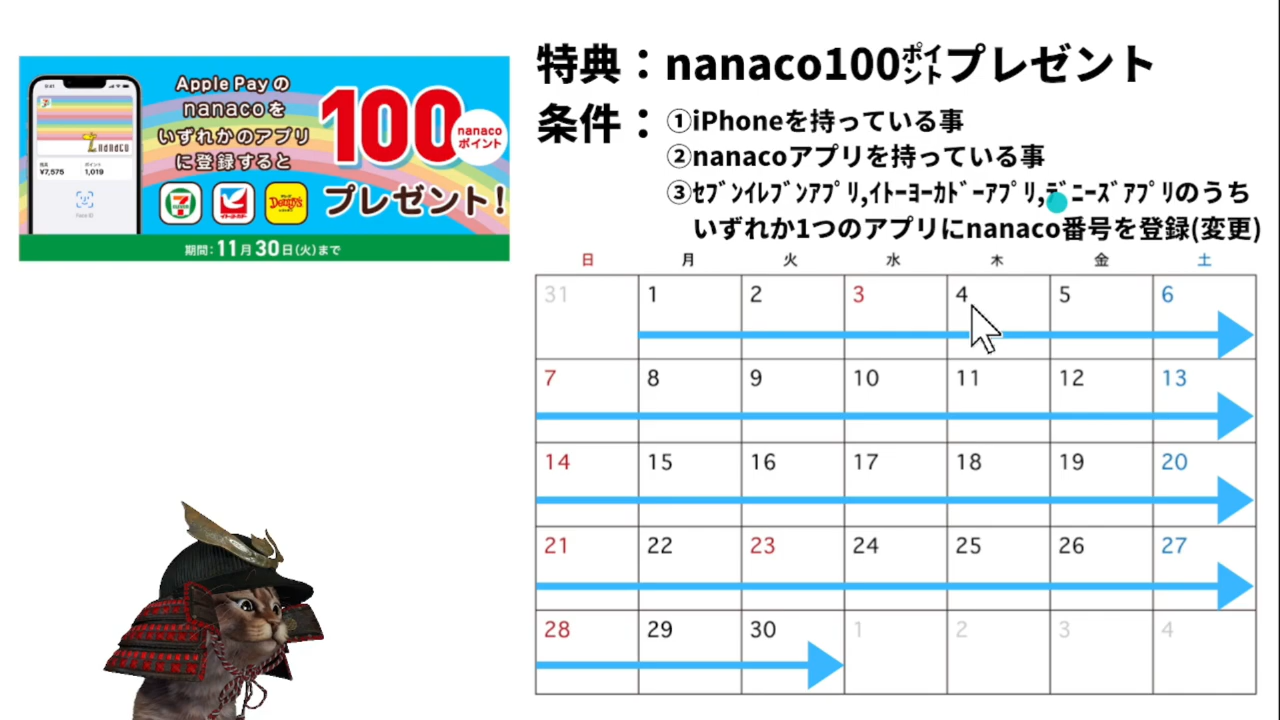 Apple Payの
nanacoを
いずれかのアプリ
に登録すると
100
nanaco
ポイント
プレゼント!
期間:11月30日(火)まで
nanaco
¥7,575
1,019
Face ID
Denny's
特典:nanaco100ポイントプレゼント
条件:①iPhoneを持っている事
②nanacoアプリを持っている事
③ｾﾌﾞﾝｲﾚﾌﾞﾝｱﾌﾟﾘ,ｲﾄｰﾖｰｶﾄﾞｰｱﾌﾟﾘ,ﾃﾞﾆｰｽﾞｱﾌﾟﾘのうち
いずれか1つのアプリにnanaco番号を登録(変更)
日 月 火 水 木 金 土
31 1 2 3 4 5 6
7 8 9 10 11 12 13
14 15 16 17 18 19 20
21 22 23 24 25 26 27
28 29 30 1 2 3 4